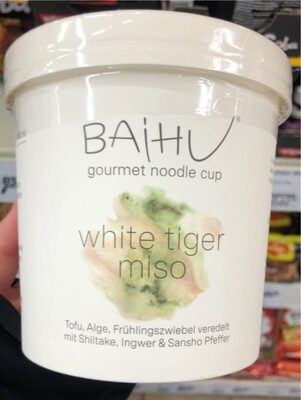 BAiHU®
gourmet noodle cup
white tiger
miso
Tofu, Alge, Frühlingszwiebel veredelt
mit Shiitake, Ingwer & Sansho Pfeffer